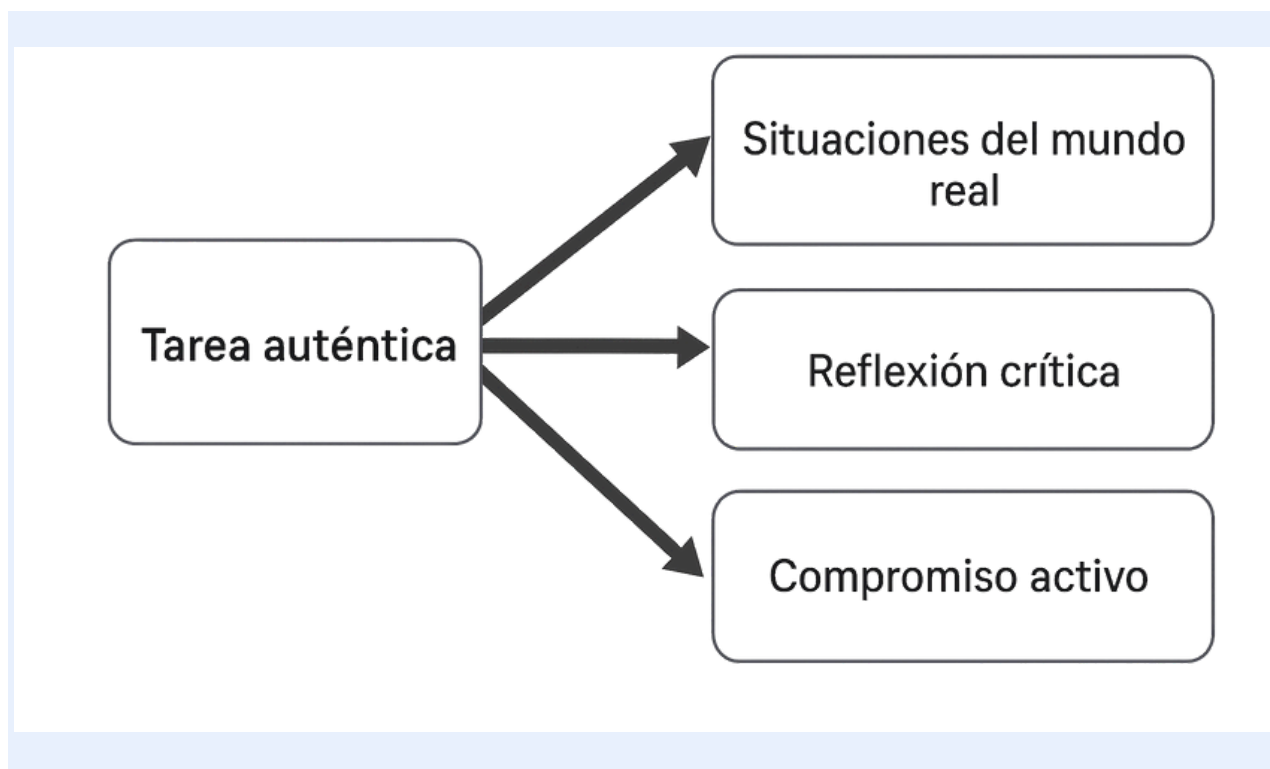 Situaciones del mundo
real
Tarea auténtica
Reflexión crítica
Compromiso activo